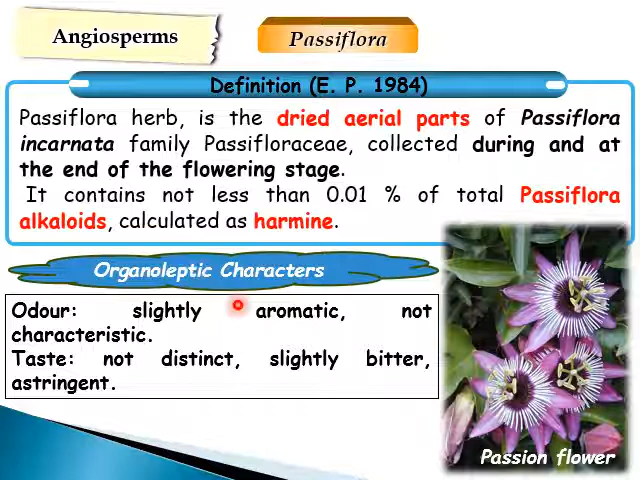 Angiosperms
Passiflora
Definition (E. P. 1984)
Passiflora herb, is the dried aerial parts of Passiflora
incarnata family Passifloraceae, collected during and at
the end of the flowering stage.
It contains not less than 0.01 % of total Passiflora
alkaloids, calculated as harmine.
Organoleptic Characters
Odour: slightly aromatic, not
characteristic.
Taste: not distinct, slightly bitter,
astringent.
Passion flower